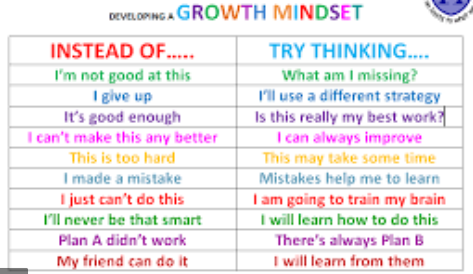 DEVELOPING A GROWTH MINDSET
INSTEAD OF..... TRY THINKING....
I'm not good at this What am I missing?
I give up I'll use a different strategy
It's good enough Is this really my best work?
I can't make this any better I can always improve
This is too hard This may take some time
I made a mistake Mistakes help me to learn
I just can't do this I am going to train my brain
I'll never be that smart I will learn how to do this
Plan A didn't work There's always Plan B
My friend can do it I will learn from them